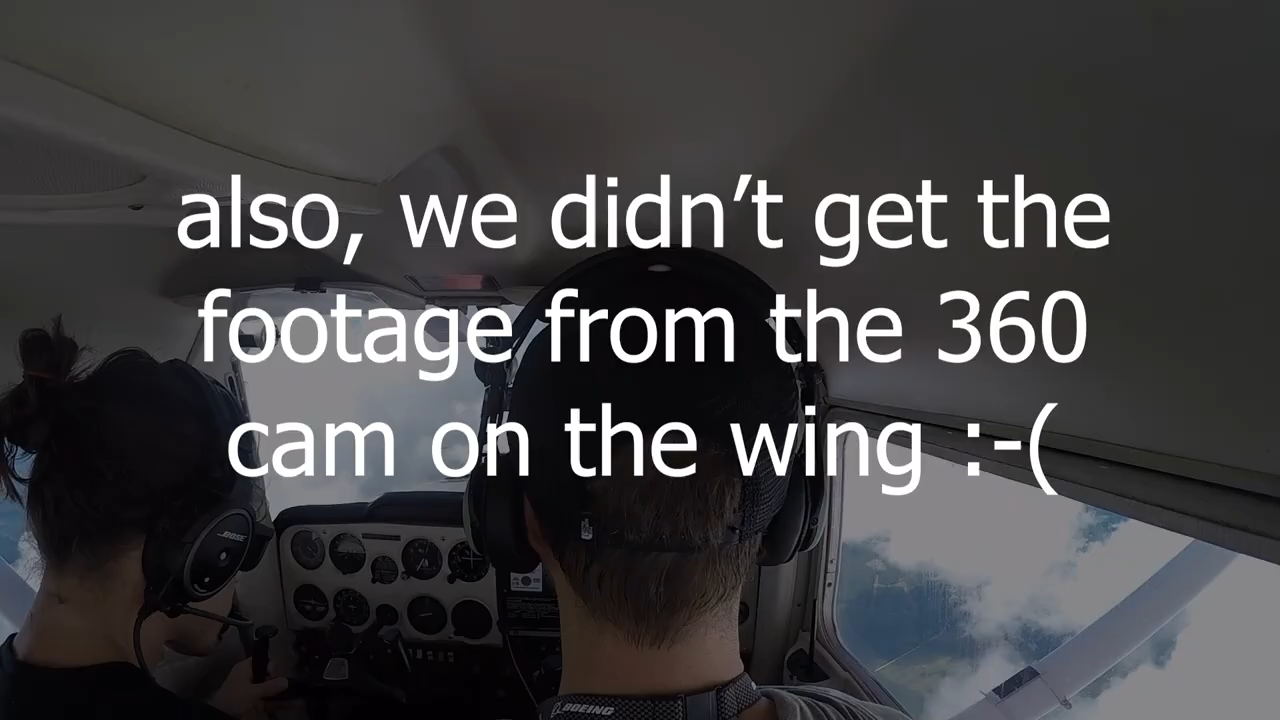 also, we didn’t get the
footage from the 360
cam on the wing :-(
BOSE
BOEING